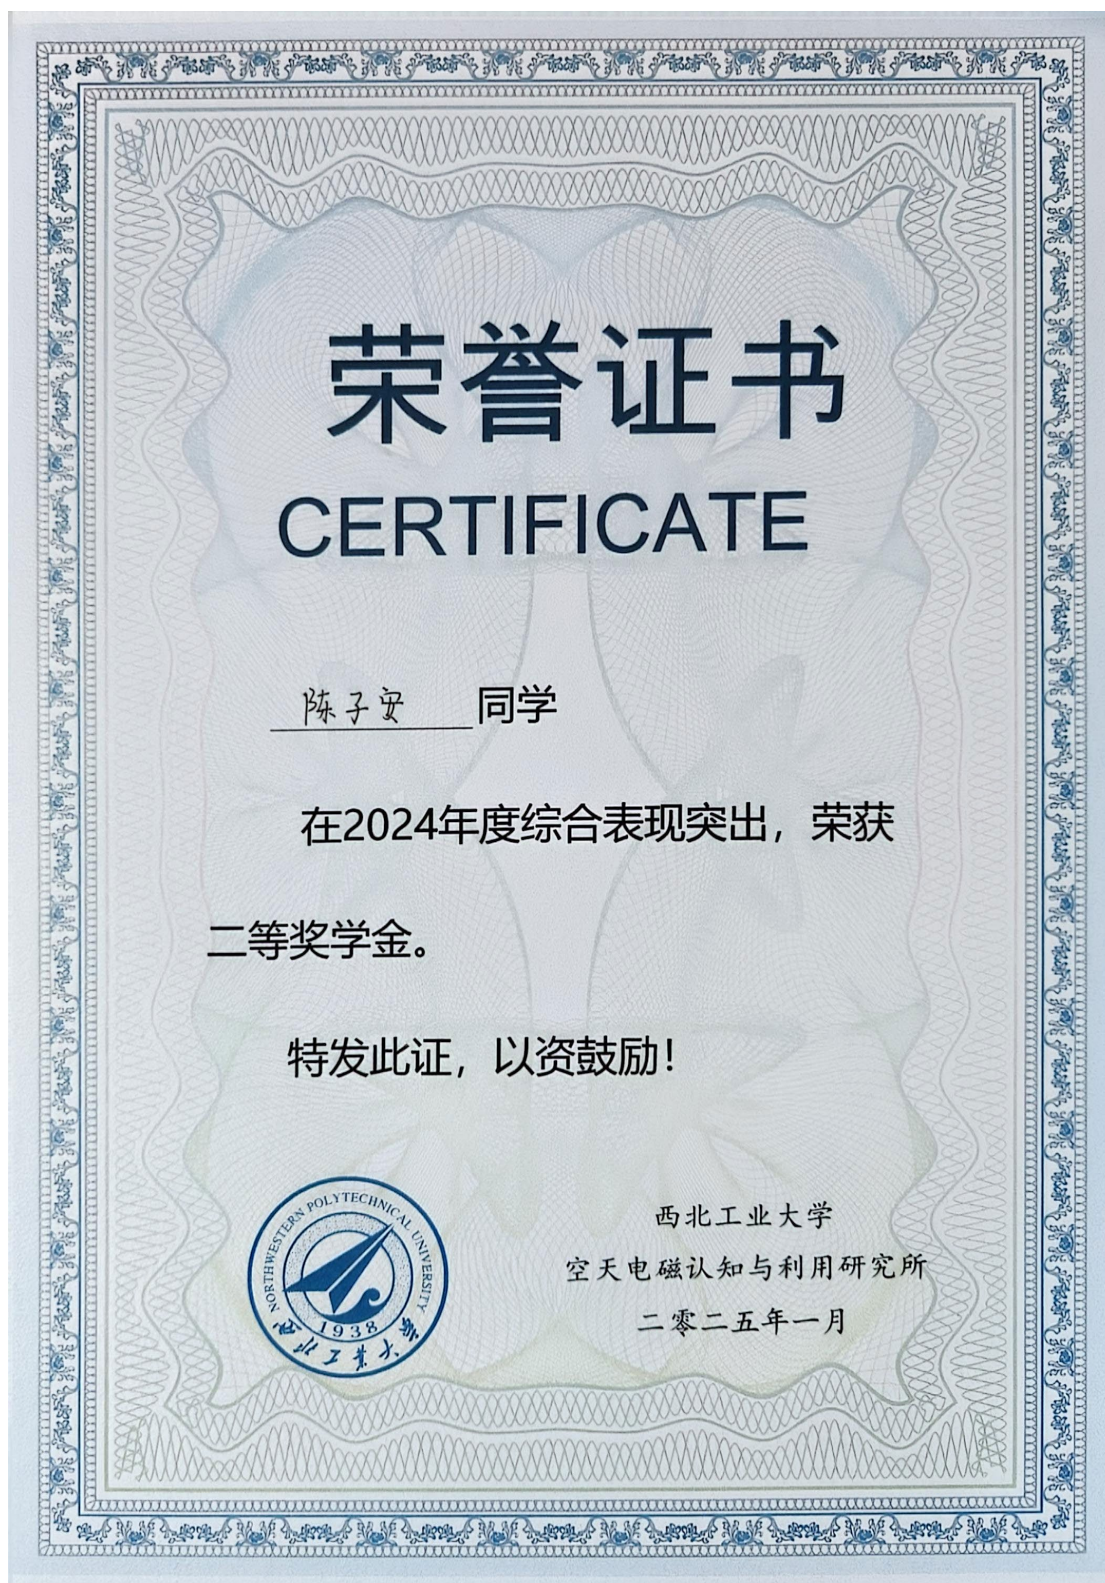 荣誉证书
CERTIFICATE
陈子安 同学
在2024年度综合表现突出，荣获
二等奖学金。
特发此证，以资鼓励！
NORTHWESTERN POLYTECHNICAL UNIVERSITY
1938
西北工业大学
西北工业大学
空天电磁认知与利用研究所
二零二五年一月